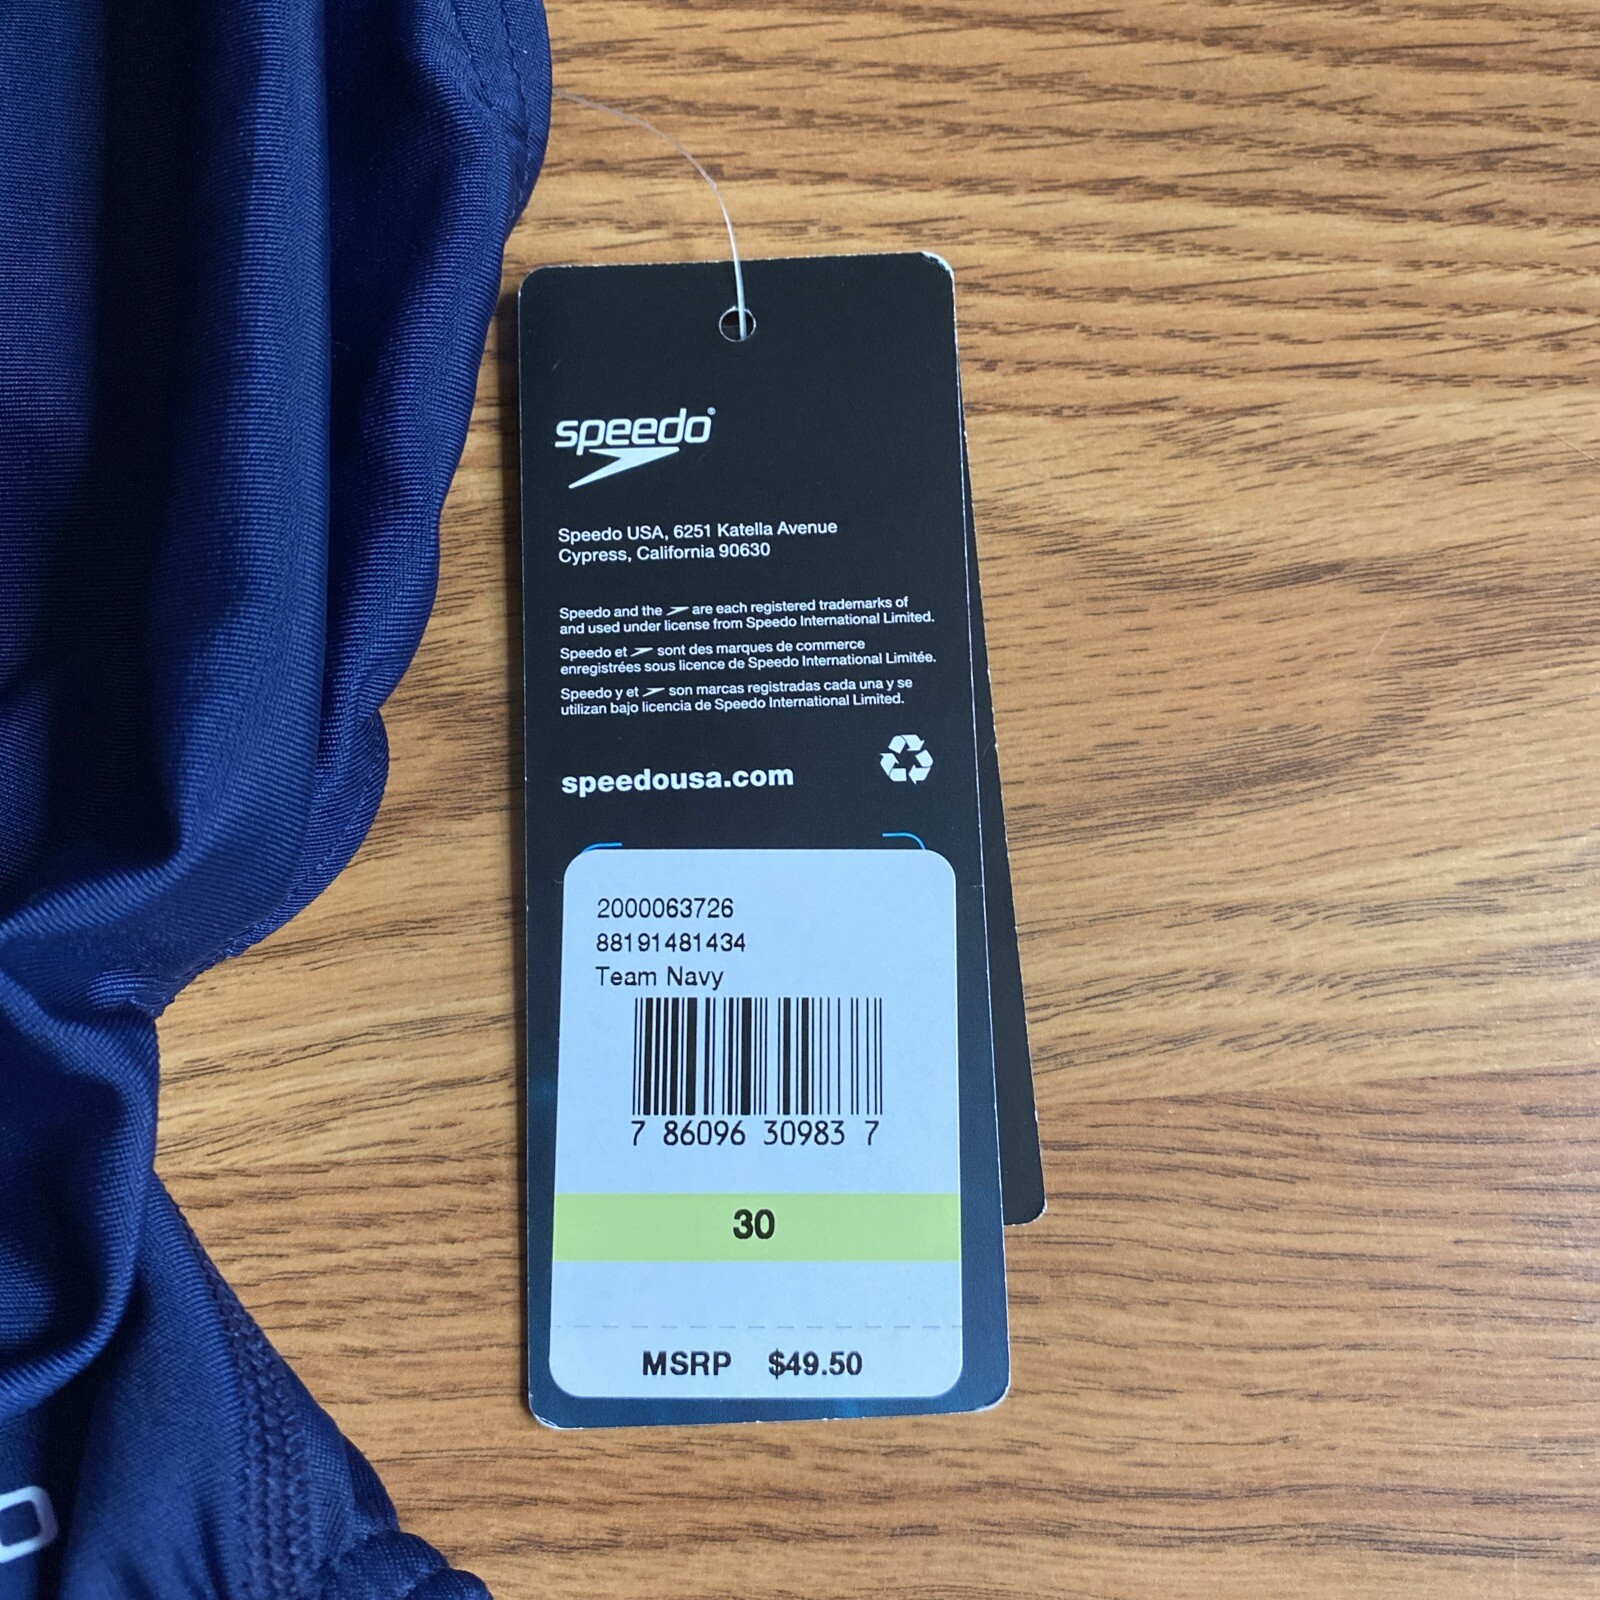 speedo®
Speedo USA, 6251 Katella Avenue
Cypress, California 90630
Speedo and the are each registered trademarks of
and used under license from Speedo International Limited.
Speedo et sont des marques de commerce
enregistrées sous licence de Speedo International Limitée.
Speedo y et son marcas registradas cada una y se
utilizan bajo licencia de Speedo International Limited.
speedousa.com
2000063726
88191481434
Team Navy
7 86096 30983 7
30
MSRP $49.50
O